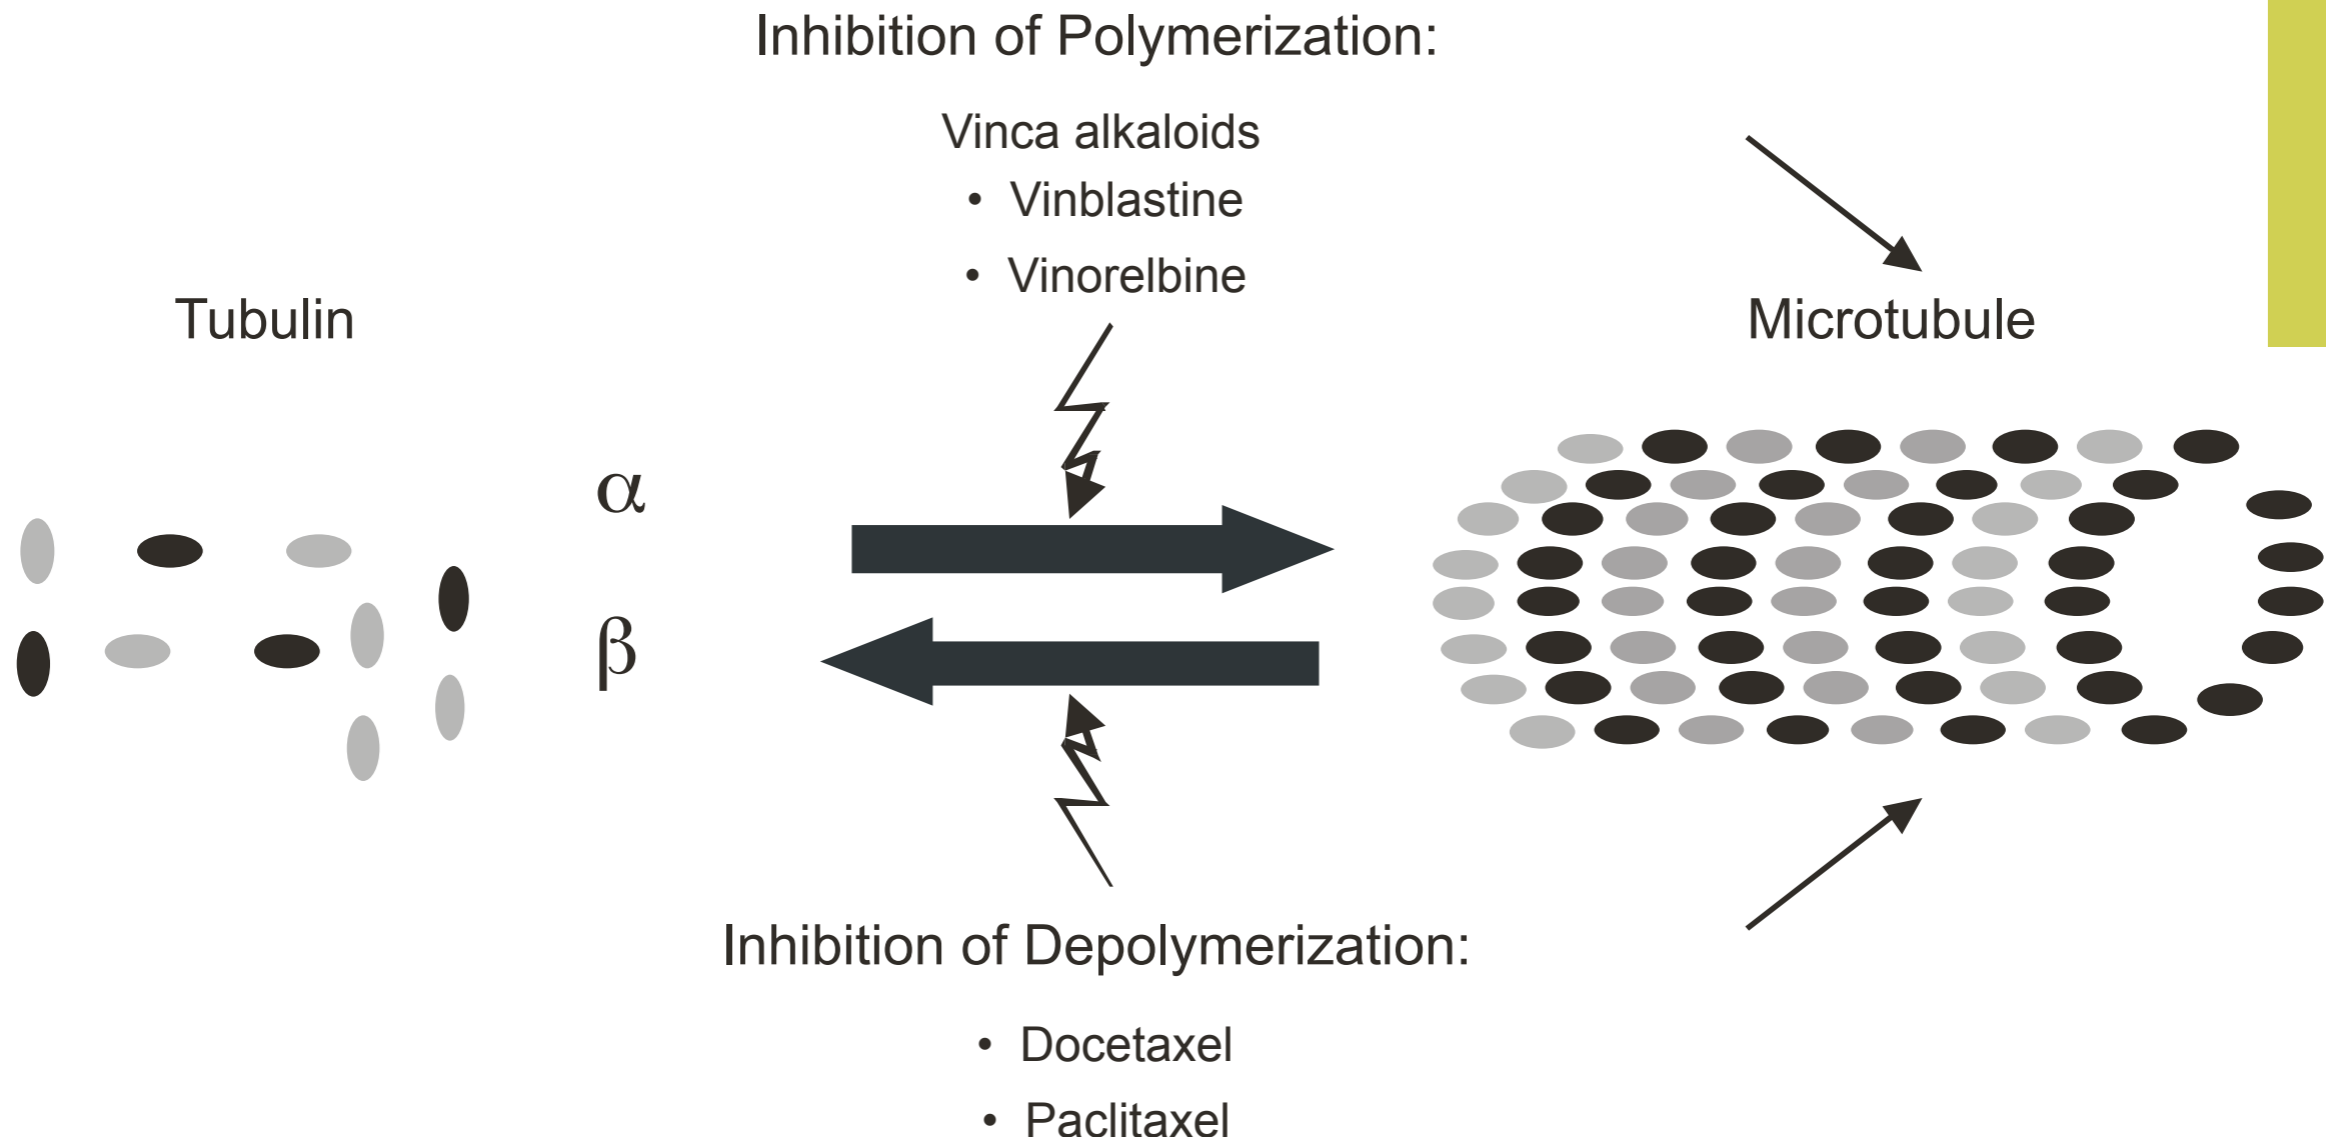 Inhibition of Polymerization:
Vinca alkaloids
• Vinblastine
• Vinorelbine
Tubulin
Microtubule
α
β
Inhibition of Depolymerization:
• Docetaxel
• Paclitaxel